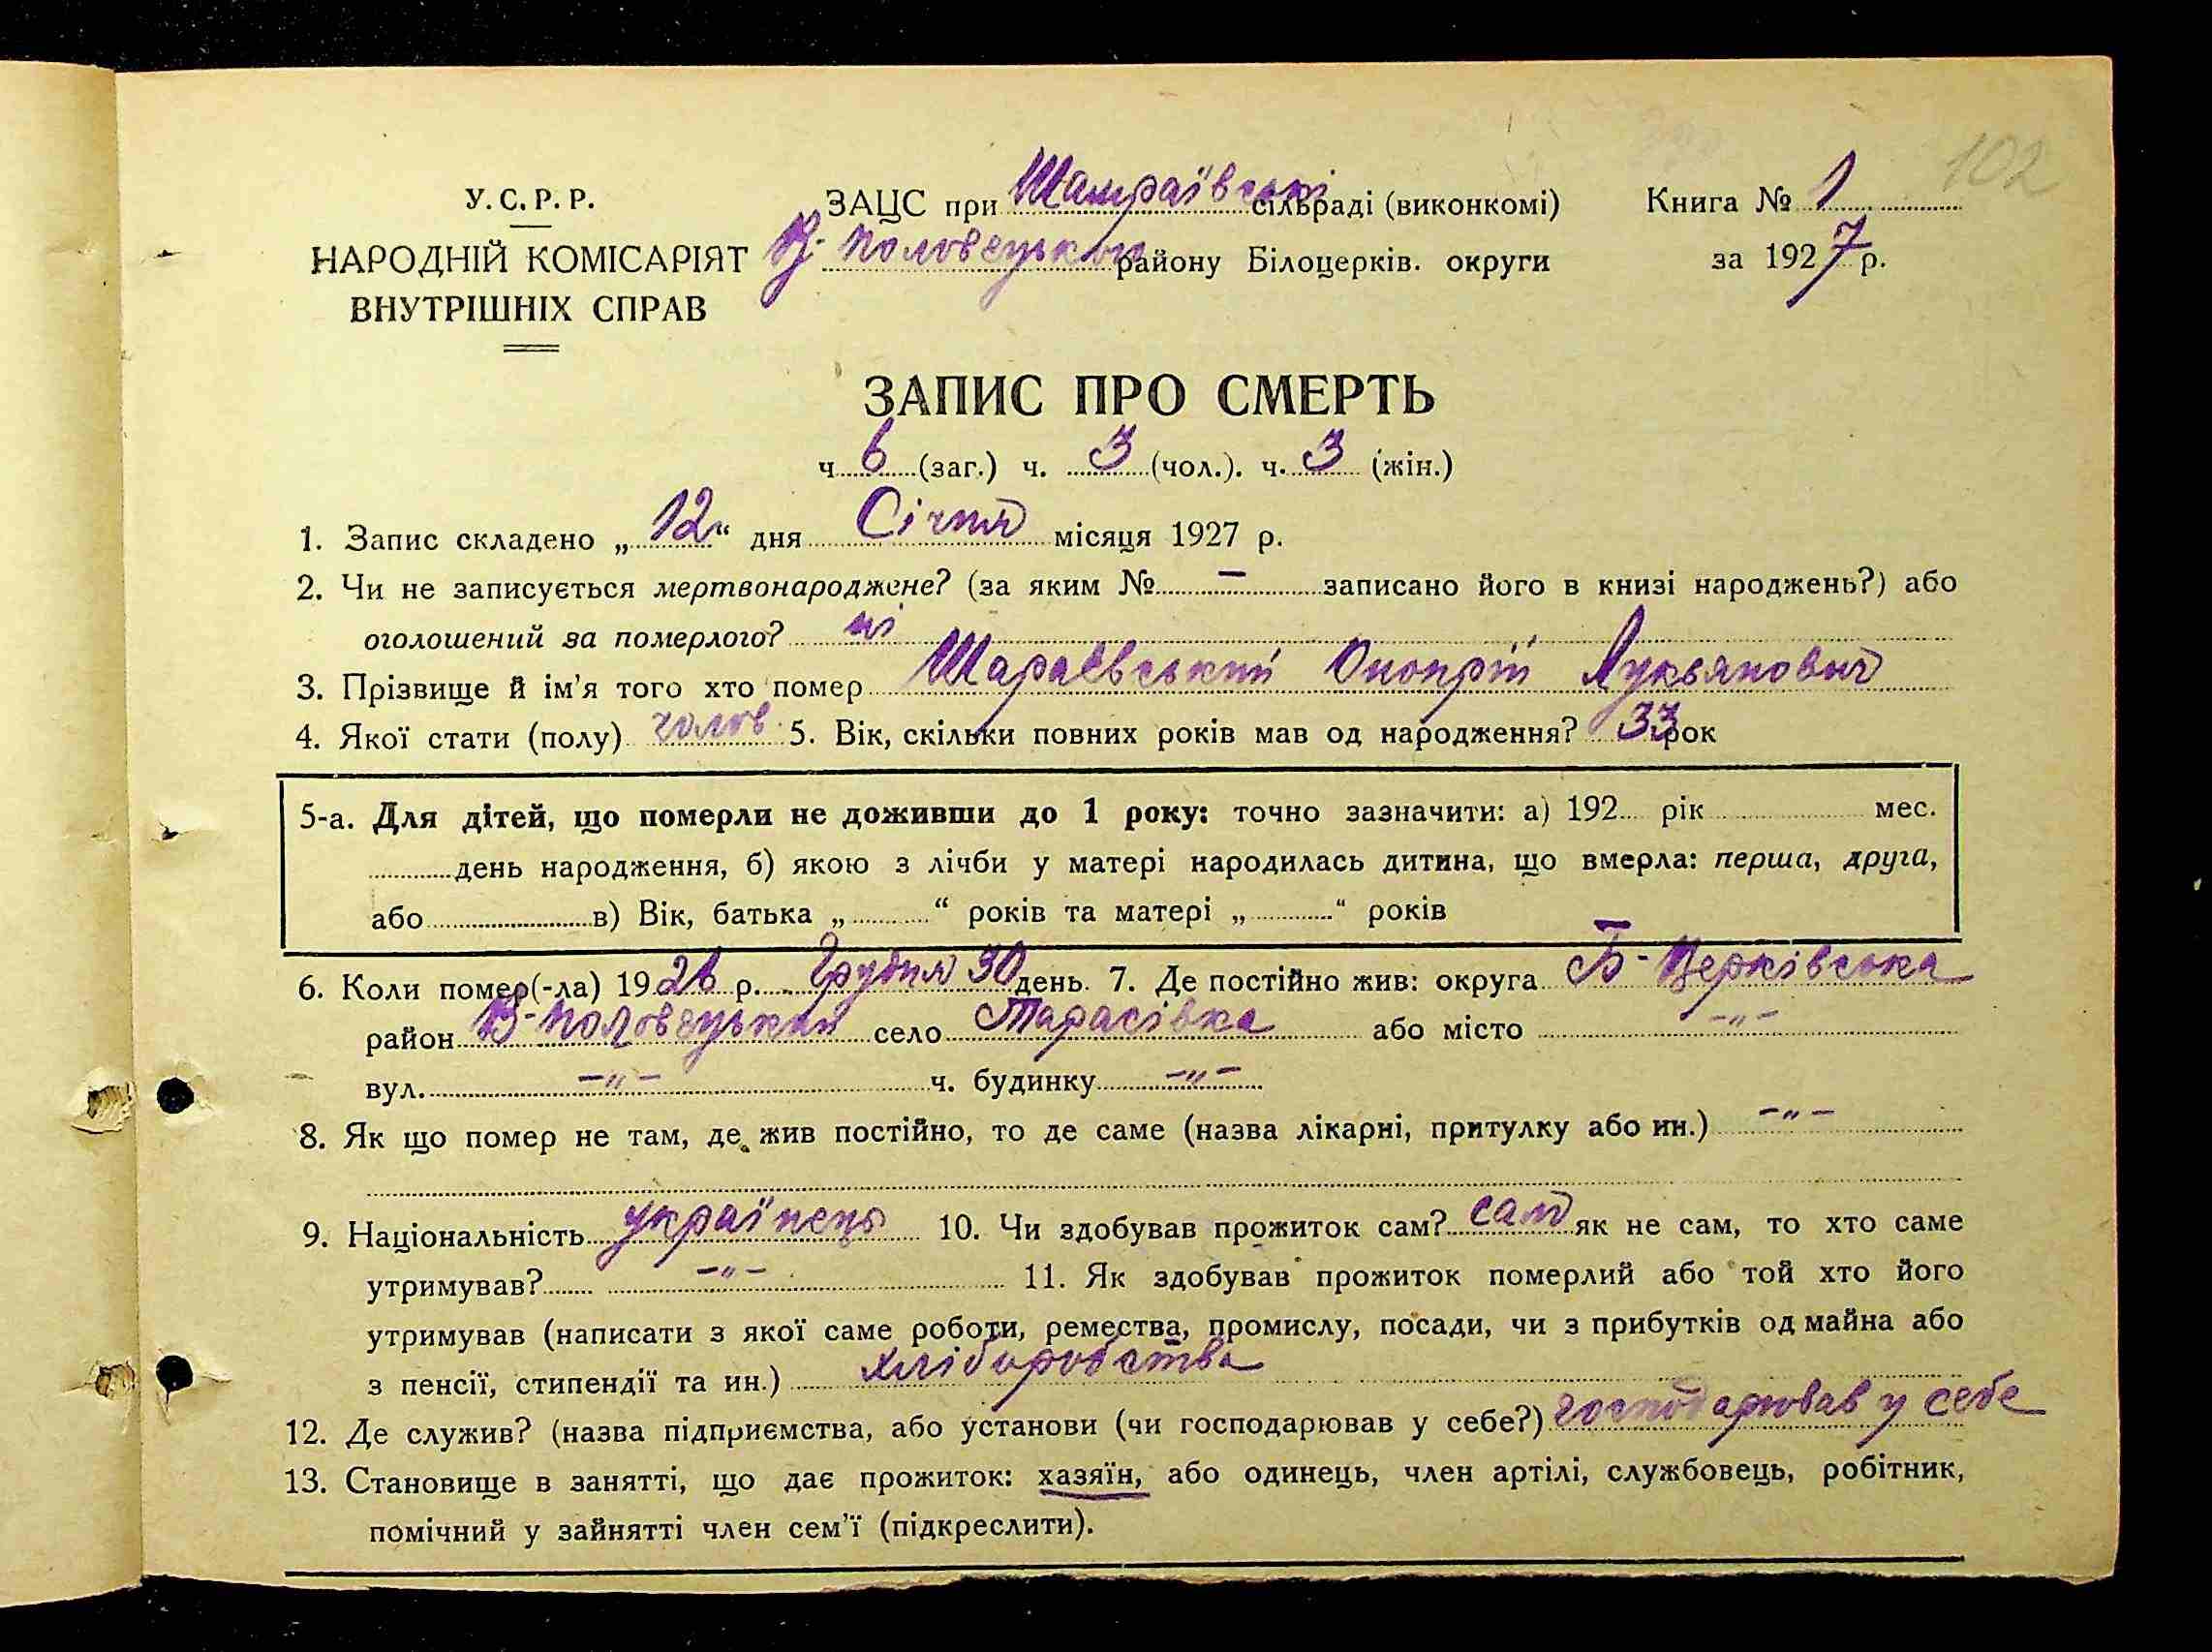 102
У.С.Р.Р.
НАРОДНІЙ КОМІСАРІЯТ
ВНУТРІШНІХ СПРАВ
ЗАЦС при Шамраївські сільраді (виконкомі)
В-Половецького району Білоцерків. округи
Книга № 1
за 1927 р.
ЗАПИС ПРО СМЕРТЬ
ч 6 (заг.) ч. 3 (чол.). ч. 3 (жін.)
1. Запис складено „12“ дня Січня місяця 1927 р.
2. Чи не записується мертвонароджене? (за яким № — записано його в книзі народжень?) або
оголошений за померлого? ні
3. Прізвище й ім'я того хто помер Шараєвський Онопрій Лукьянович
4. Якої стати (полу) чолов. 5. Вік, скільки повних років мав од народження? 33 рок
5-а. Для дітей, що померли не доживши до 1 року: точно зазначити: а) 192 рік мес.
день народження, б) якою з лічби у матері народилась дитина, що вмерла: перша, друга,
або в) Вік, батька „ “ років та матері „ “ років
6. Коли помер(-ла) 1926 р. Грудня 30 день. 7. Де постійно жив: округа Б-Церківська
район В-Половецький село Тарасівка або місто -„-
вул. -„- ч. будинку -„-
8. Як що помер не там, де жив постійно, то де саме (назва лікарні, притулку або ин.) -„-
9. Національність українець 10. Чи здобував прожиток сам? сам як не сам, то хто саме
утримував? -„- 11. Як здобував прожиток померлий або той хто його
утримував (написати з якої саме роботи, ремества, промислу, посади, чи з прибутків од майна або
з пенсії, стипендії та ин.) хліборобства
12. Де служив? (назва підприємства, або установи (чи господарював у себе?) господарював у себе
13. Становище в занятті, що дає прожиток: хазяїн, або одинець, член артілі, службовець, робітник,
помічний у зайнятті член сем'ї (підкреслити).